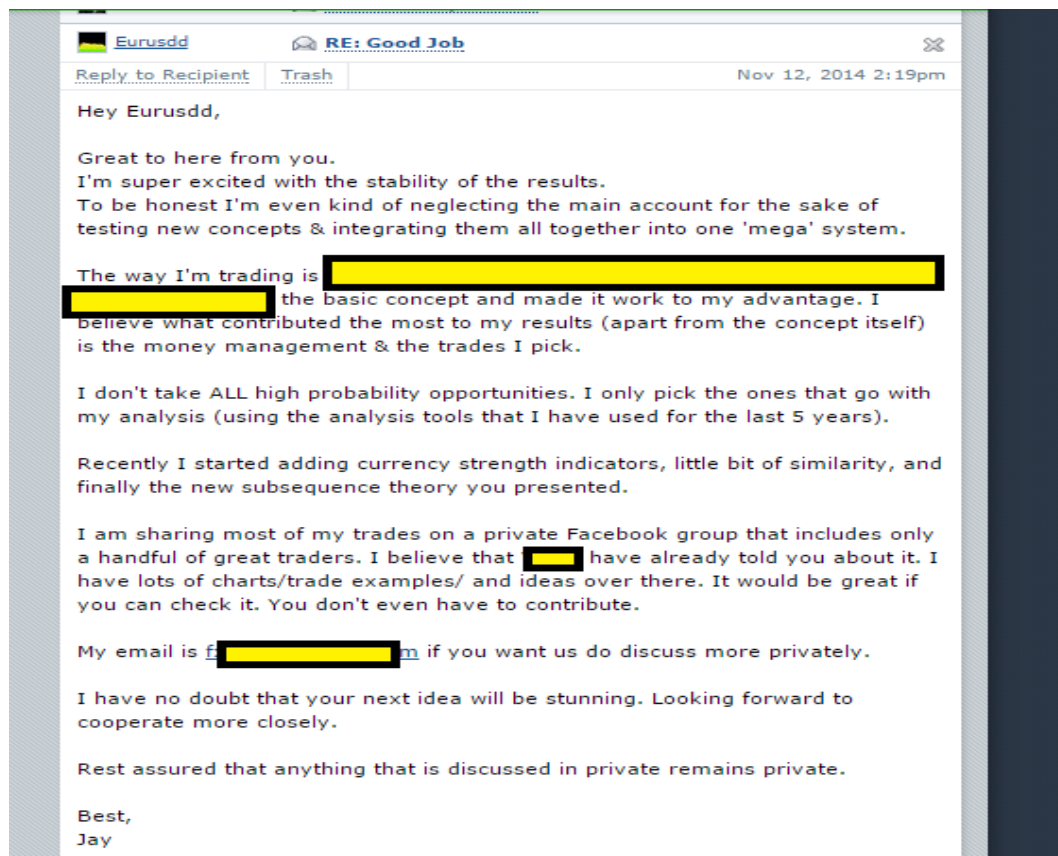 Eurusdd RE: Good Job
Reply to Recipient Trash Nov 12, 2014 2:19pm
Hey Eurusdd,
Great to here from you.
I'm super excited with the stability of the results.
To be honest I'm even kind of neglecting the main account for the sake of
testing new concepts & integrating them all together into one 'mega' system.
The way I'm trading is
the basic concept and made it work to my advantage. I
believe what contributed the most to my results (apart from the concept itself)
is the money management & the trades I pick.
I don't take ALL high probability opportunities. I only pick the ones that go with
my analysis (using the analysis tools that I have used for the last 5 years).
Recently I started adding currency strength indicators, little bit of similarity, and
finally the new subsequence theory you presented.
I am sharing most of my trades on a private Facebook group that includes only
a handful of great traders. I believe that have already told you about it. I
have lots of charts/trade examples/ and ideas over there. It would be great if
you can check it. You don't even have to contribute.
My email is if you want us do discuss more privately.
I have no doubt that your next idea will be stunning. Looking forward to
cooperate more closely.
Rest assured that anything that is discussed in private remains private.
Best,
Jay